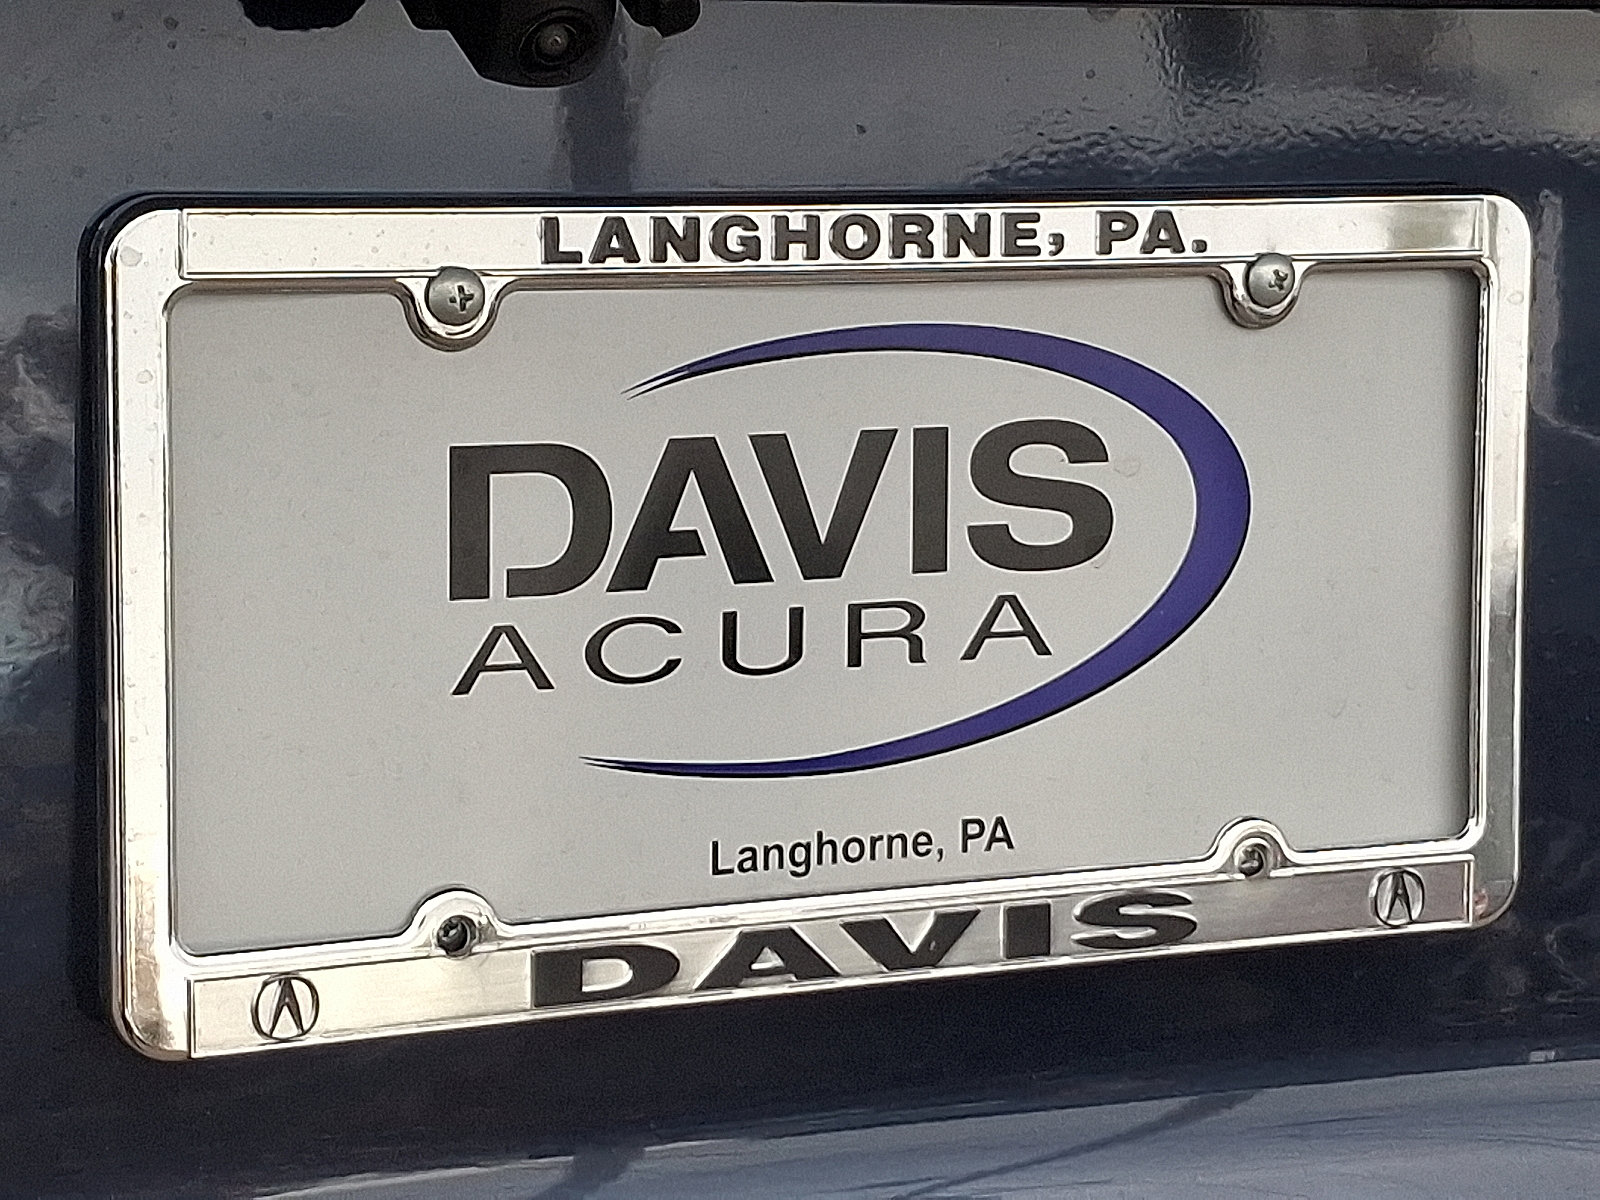 LANGHORNE, PA.
DAVIS
ACURA
Langhorne, PA
DAVIS